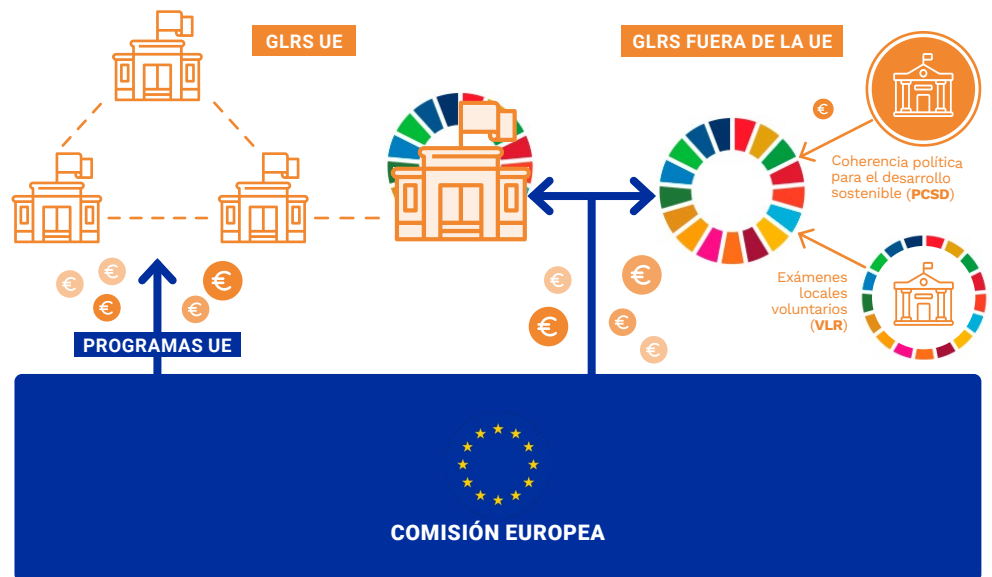 GLRS UE
GLRS FUERA DE LA UE
€
Coherencia política
para el desarrollo
sostenible (PCSD)
Exámenes
locales
voluntarios
(VLR)
€
€
€
€
€
€
€
€
€
€
PROGRAMAS UE
COMISIÓN EUROPEA